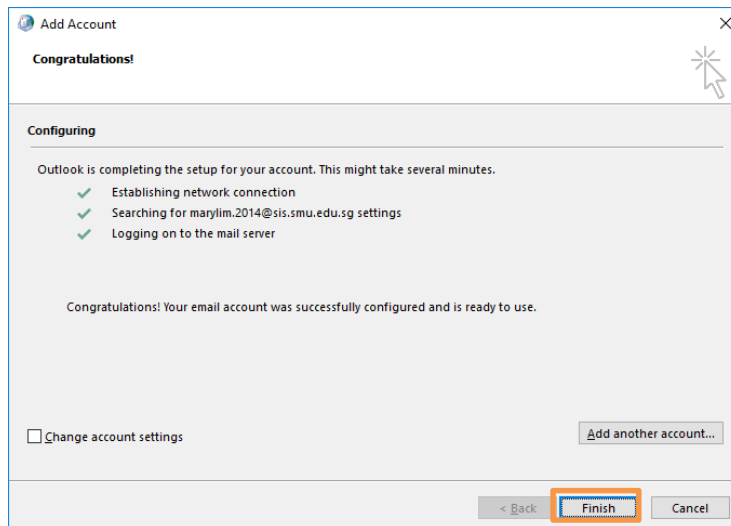 Add Account
Congratulations!
Configuring
Outlook is completing the setup for your account. This might take several minutes.
Establishing network connection
Searching for marylim.2014@sis.smu.edu.sg settings
Logging on to the mail server
Congratulations! Your email account was successfully configured and is ready to use.
Change account settings
Add another account...
< Back
Finish
Cancel